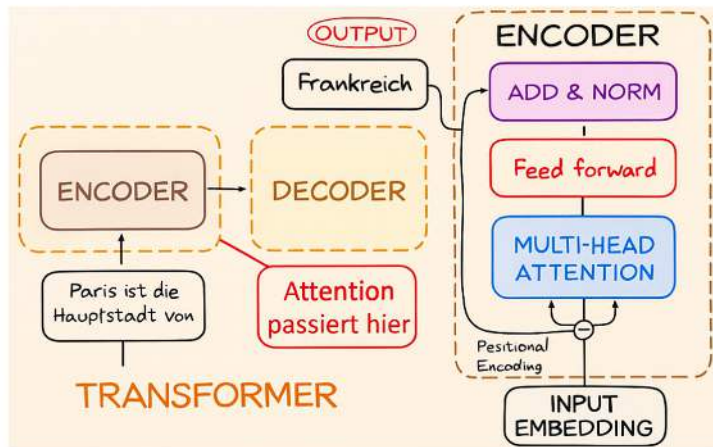 OUTPUT
Frankreich
ENCODER
DECODER
Paris ist die
Hauptstadt von
Attention
passiert hier
TRANSFORMER
ENCODER
ADD & NORM
Feed forward
MULTI-HEAD
ATTENTION
Pesitional
Encoding
INPUT
EMBEDDING